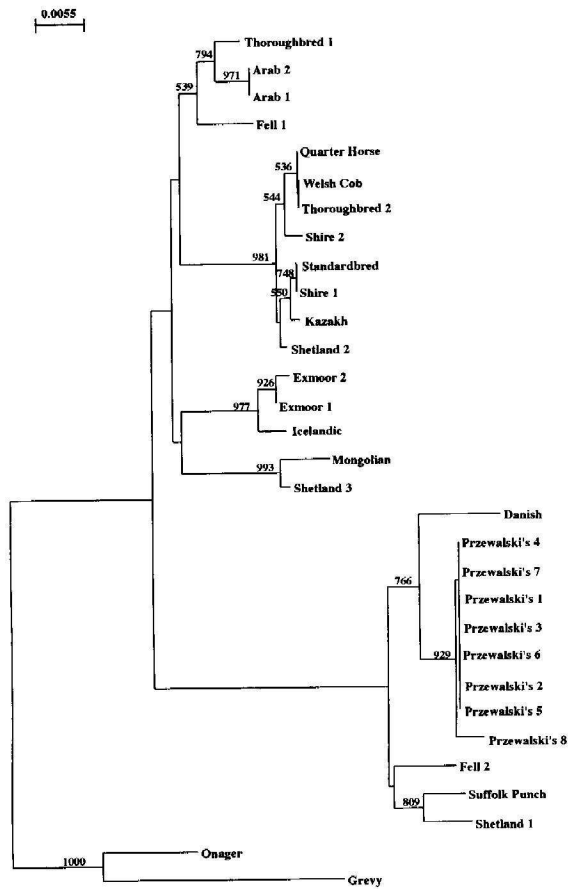 0.0055
Thoroughbred 1
794
Arab 2
971
539
Arab 1
Fell 1
Quarter Horse
536
Welsh Cob
544
Thoroughbred 2
Shire 2
981
Standardbred
748
550
Shire 1
Kazakh
Shetland 2
Exmoor 2
926
977
Exmoor 1
Icelandic
Mongolian
993
Shetland 3
Danish
Przewalski's 4
Przewalski's 7
766
Przewalski's 1
Przewalski's 3
929
Przewalski's 6
Przewalski's 2
Przewalski's 5
Przewalski's 8
Fell 2
Suffolk Punch
809
Shetland 1
Onager
1000
Grevy